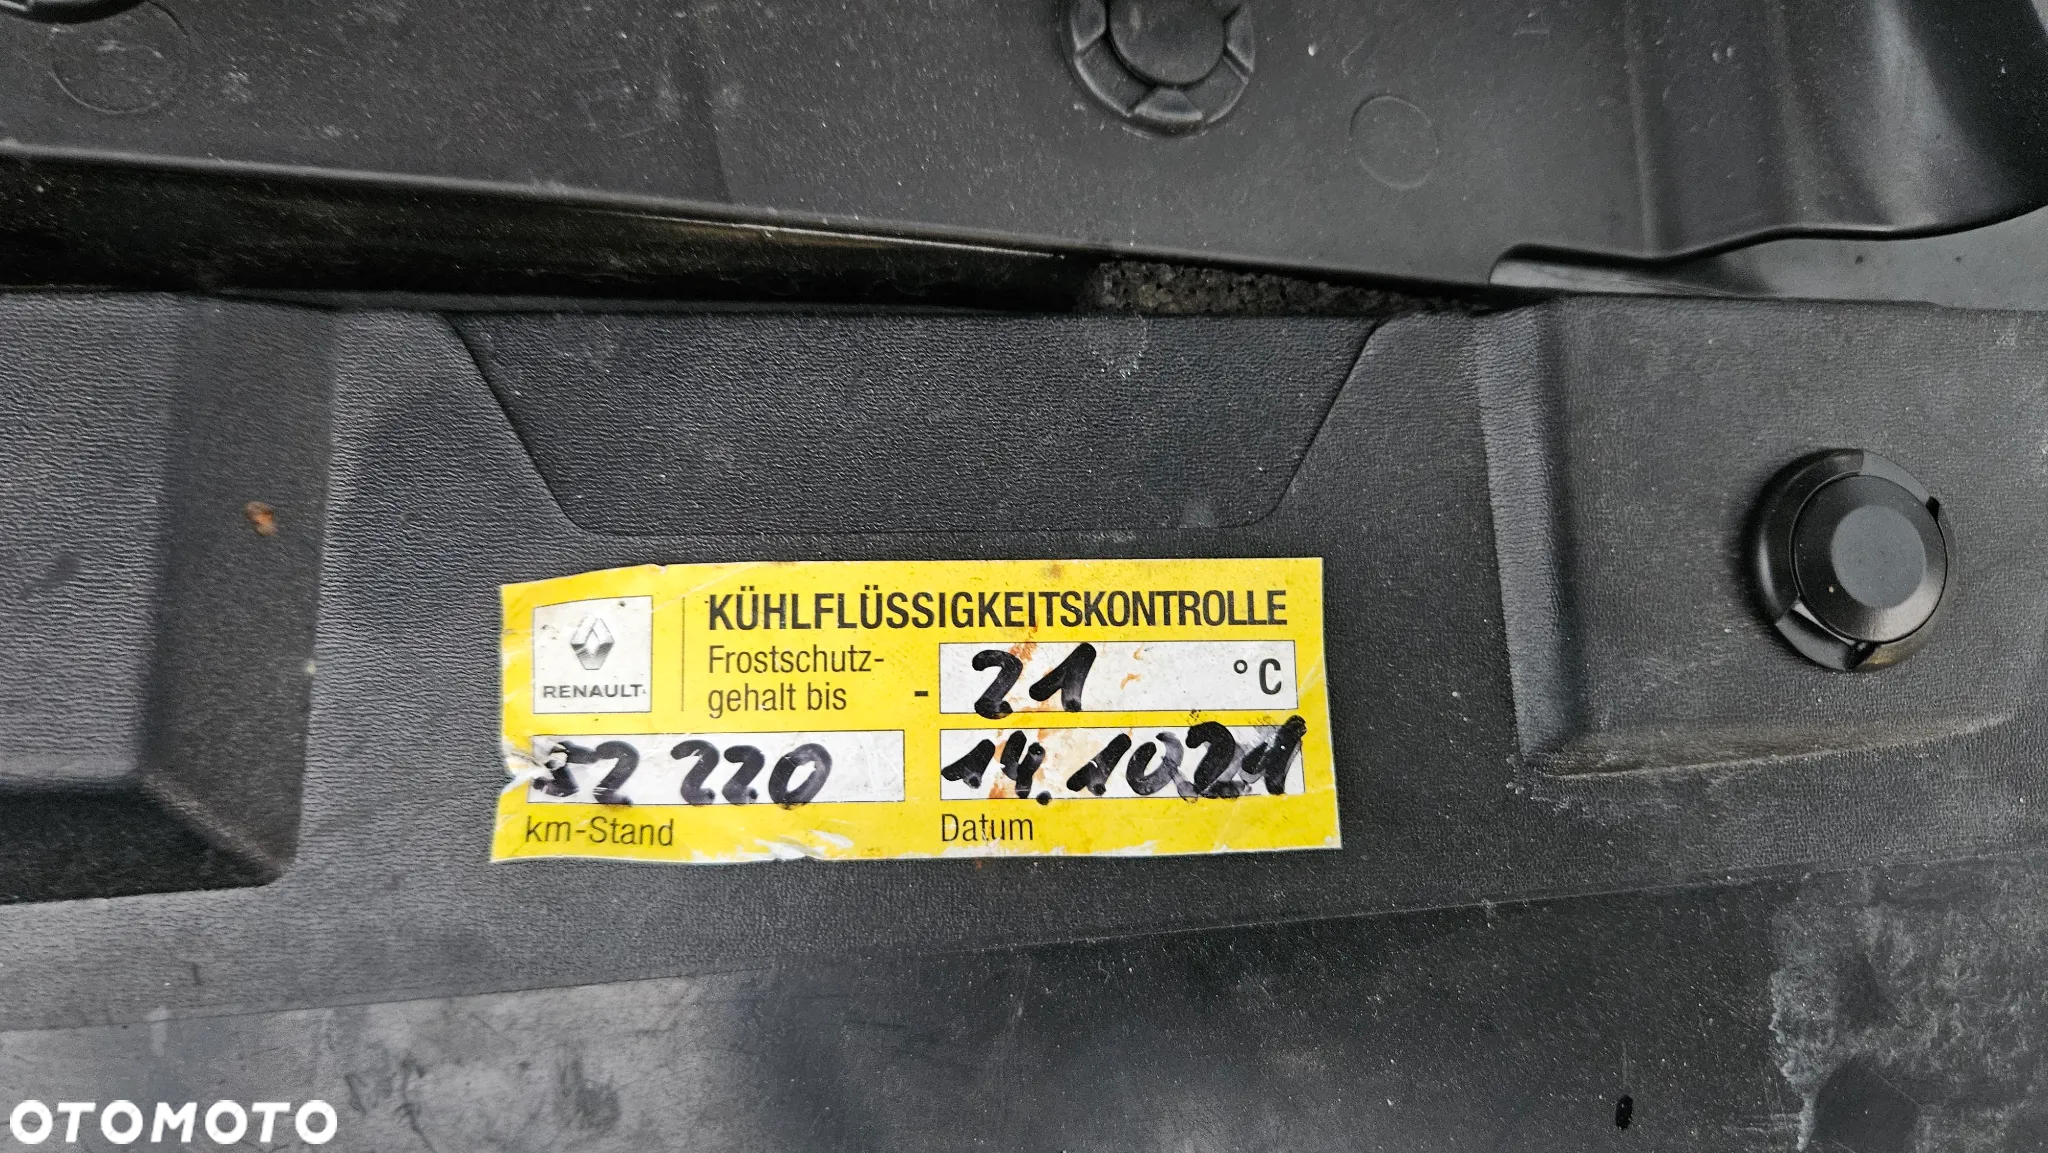 KÜHLFLÜSSIGKEITSKONTROLLE
Frostschutz-
gehalt bis - 21 °C
RENAULT
52 220 14.10 21
km-Stand Datum
OTOMOTO